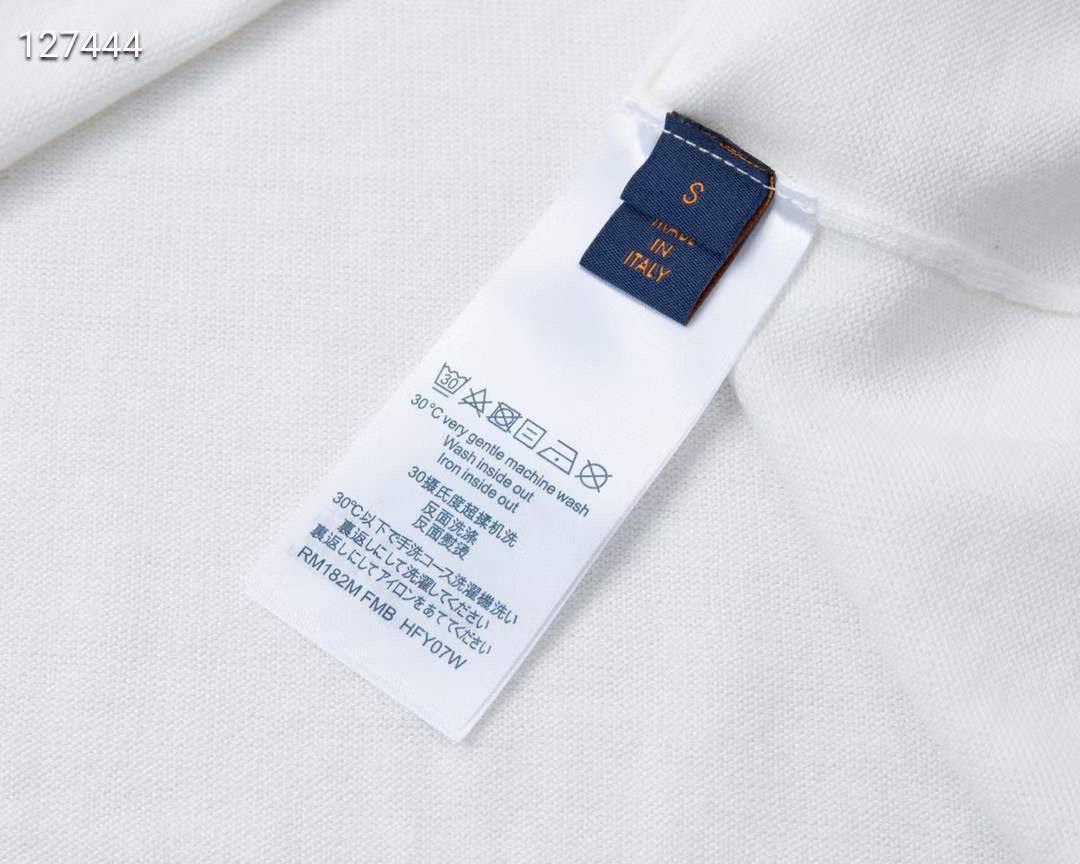 127444
S
MADE
IN
ITALY
30
30°C very gentle machine wash
Wash inside out
Iron inside out
30摄氏度超揉机洗
反面洗涤
反面熨烫
30℃以下で手洗コース洗濯機洗い
裏返しにして洗濯してください
裏返しにしてアイロンをあててください
RM182M FMB HFY07W